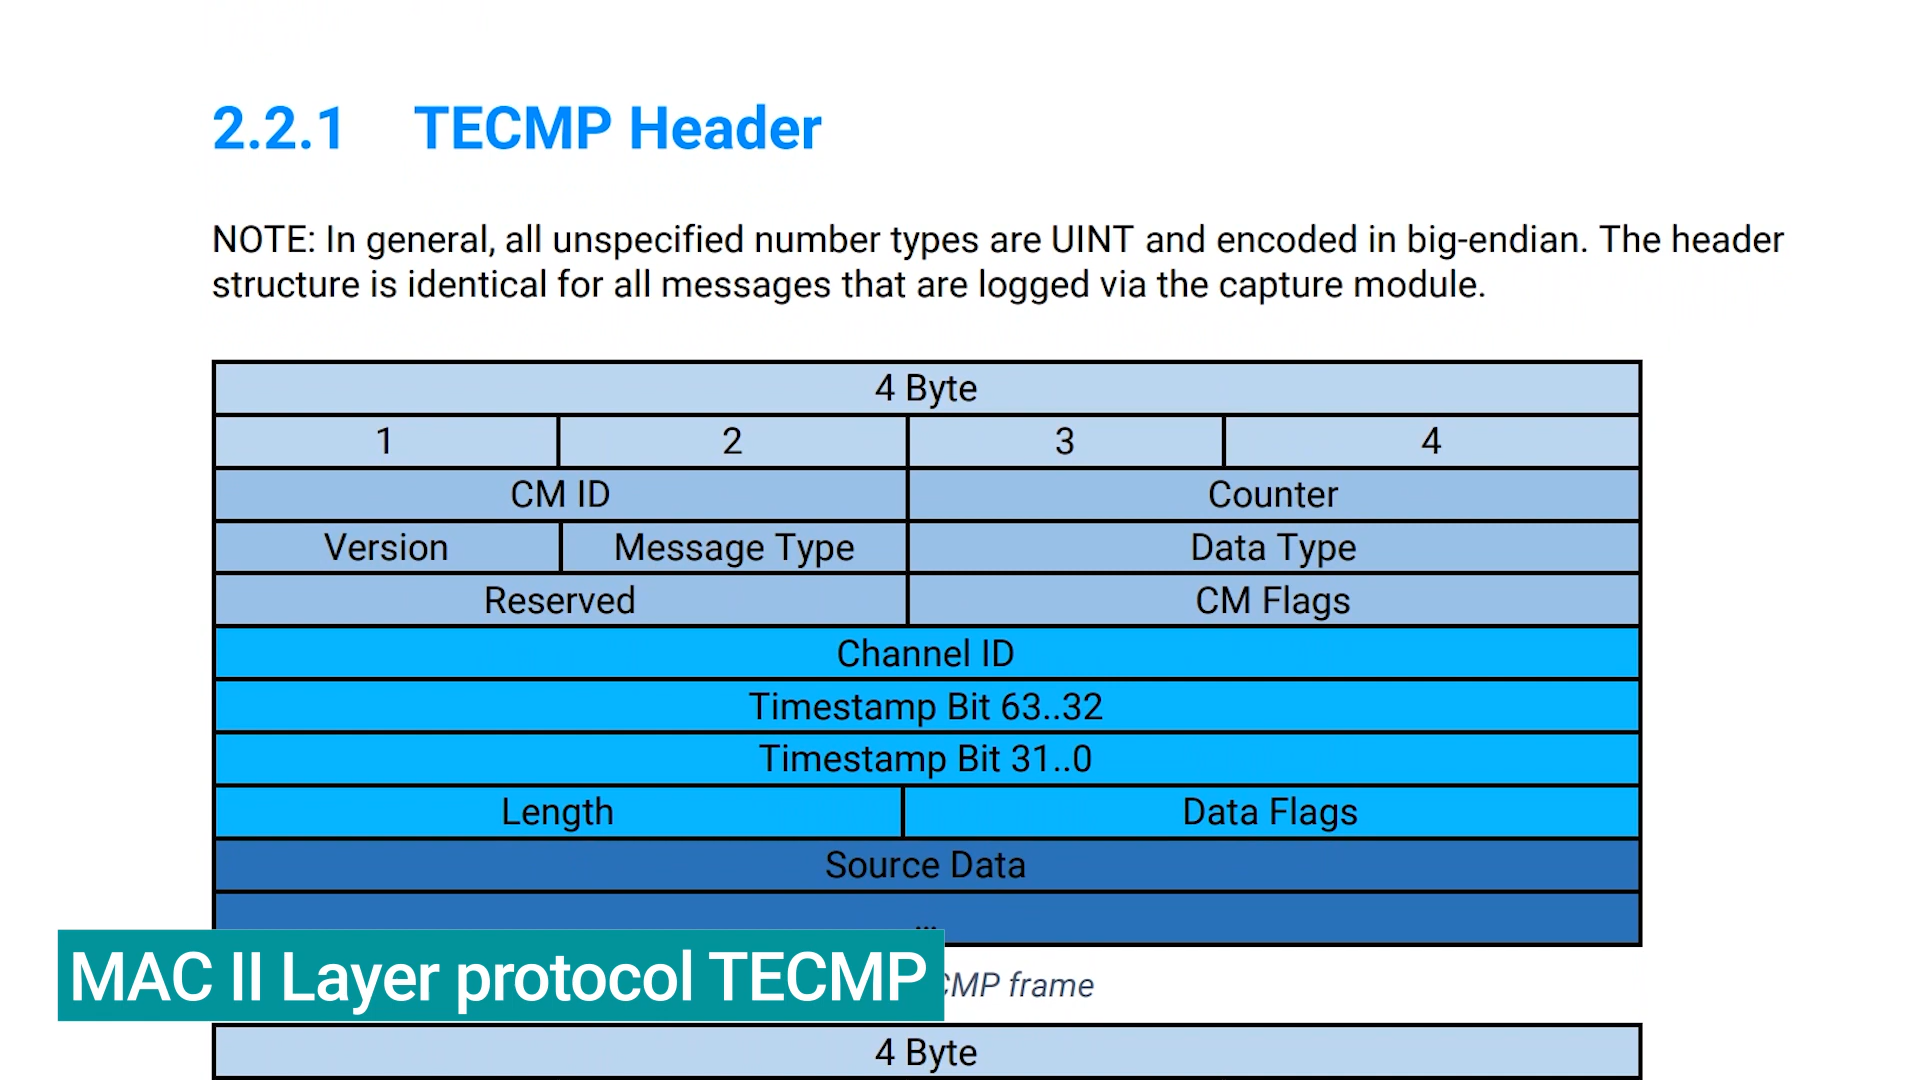 2.2.1 TECMP Header
NOTE: In general, all unspecified number types are UINT and encoded in big-endian. The header
structure is identical for all messages that are logged via the capture module.
4 Byte
1 2 3 4
CM ID Counter
Version Message Type Data Type
Reserved CM Flags
Channel ID
Timestamp Bit 63..32
Timestamp Bit 31..0
Length Data Flags
Source Data
...
MAC II Layer protocol TECMP
frame
4 Byte